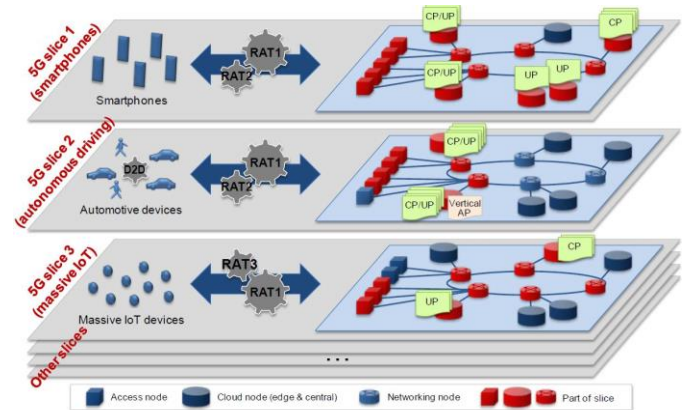 5G slice 1
(smartphones)
Smartphones
RAT1
RAT2
CP/UP
CP
CP/UP
UP
UP
5G slice 2
(autonomous driving)
D2D
Automotive devices
RAT1
RAT2
CP/UP
CP/UP
Vertical
AP
5G slice 3
(massive IoT)
Massive IoT devices
RAT3
RAT1
CP
UP
Other slices
...
Access node
Cloud node (edge & central)
Networking node
Part of slice